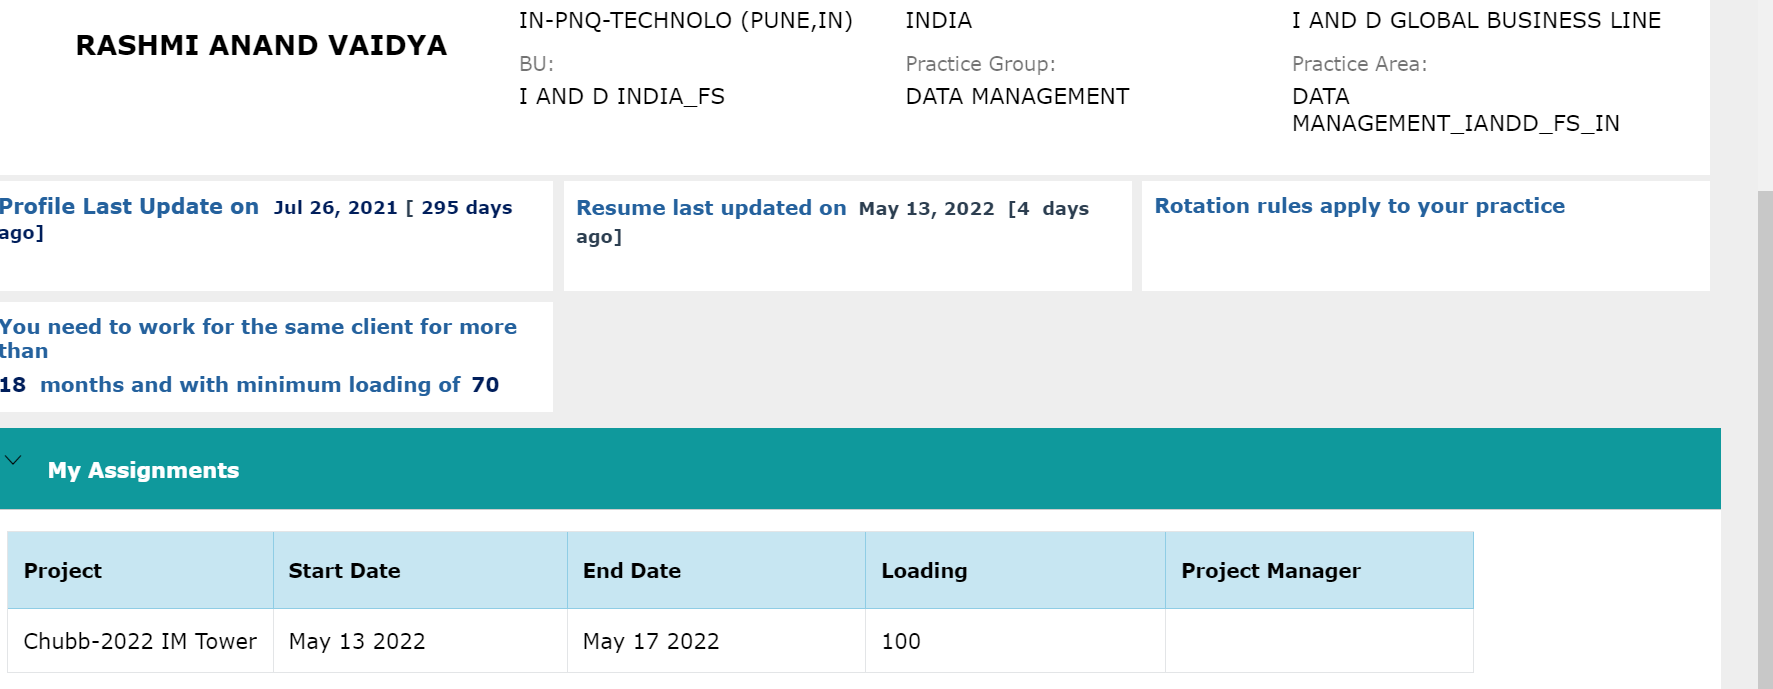 RASHMI ANAND VAIDYA
IN-PNQ-TECHNOLO (PUNE,IN)
INDIA
I AND D GLOBAL BUSINESS LINE
BU:
Practice Group:
Practice Area:
I AND D INDIA_FS
DATA MANAGEMENT
DATA
MANAGEMENT_IANDD_FS_IN
Profile Last Update on Jul 26, 2021 [ 295 days
ago]
Resume last updated on May 13, 2022 [4 days
ago]
Rotation rules apply to your practice
You need to work for the same client for more
than
18 months and with minimum loading of 70
My Assignments
Project Start Date End Date Loading Project Manager
Chubb-2022 IM Tower May 13 2022 May 17 2022 100